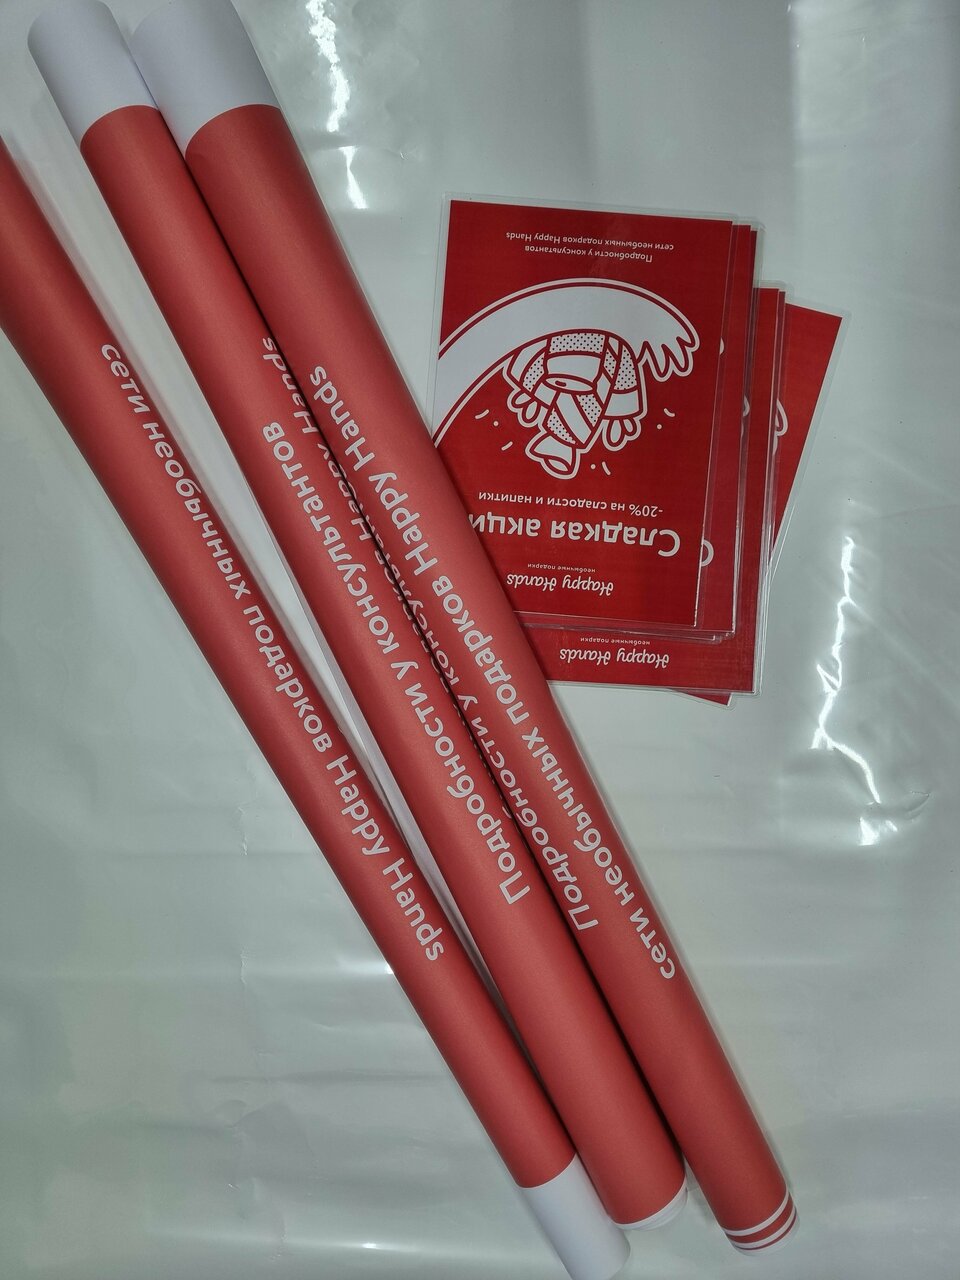 сети необычных подарков Happy Hands
Подробности у консультантов
Подробности у консультантов
Happy Hands
сети необычных подарков Happy Hands
Happy Hands
необычные подарки
Сладкая акци
-20% на сладости и напитки
Подробности у консультантов
сети необычных подарков Happy Hands
Happy Hands
необычные подарки